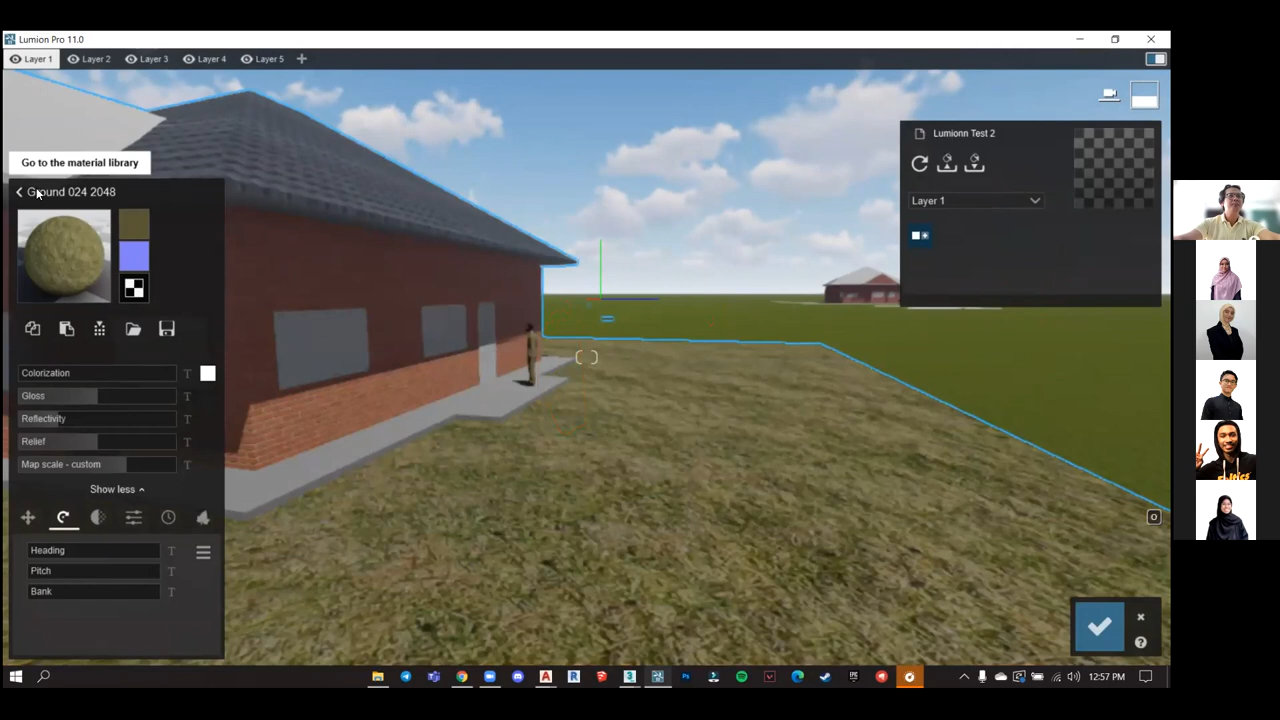 Lumion Pro 11.0
Layer 1
Layer 2
Layer 3
Layer 4
Layer 5
Go to the material library
Ground 024 2048
Colorization
T
Gloss
T
Reflectivity
T
Relief
T
Map scale - custom
T
Show less
Heading
T
Pitch
T
Bank
T
Lumionn Test 2
Layer 1
O
12:57 PM